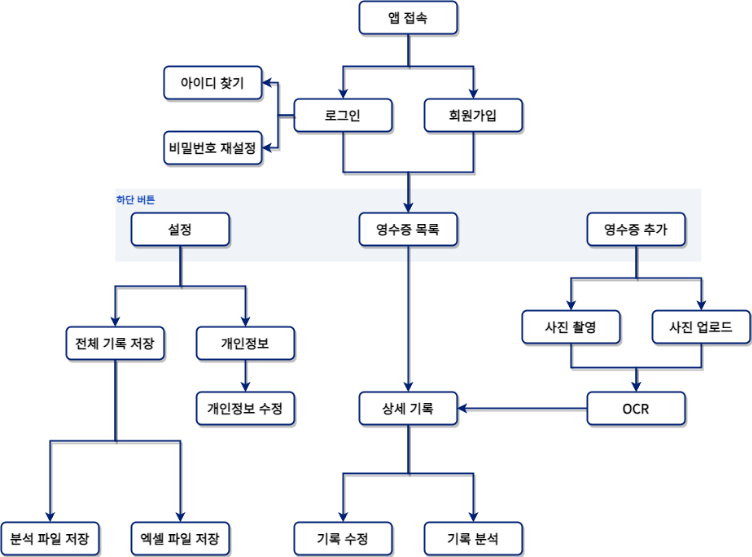 앱 접속
아이디 찾기
로그인
회원가입
비밀번호 재설정
하단 버튼
설정
영수증 목록
영수증 추가
전체 기록 저장
개인정보
사진 촬영
사진 업로드
개인정보 수정
상세 기록
OCR
분석 파일 저장
엑셀 파일 저장
기록 수정
기록 분석